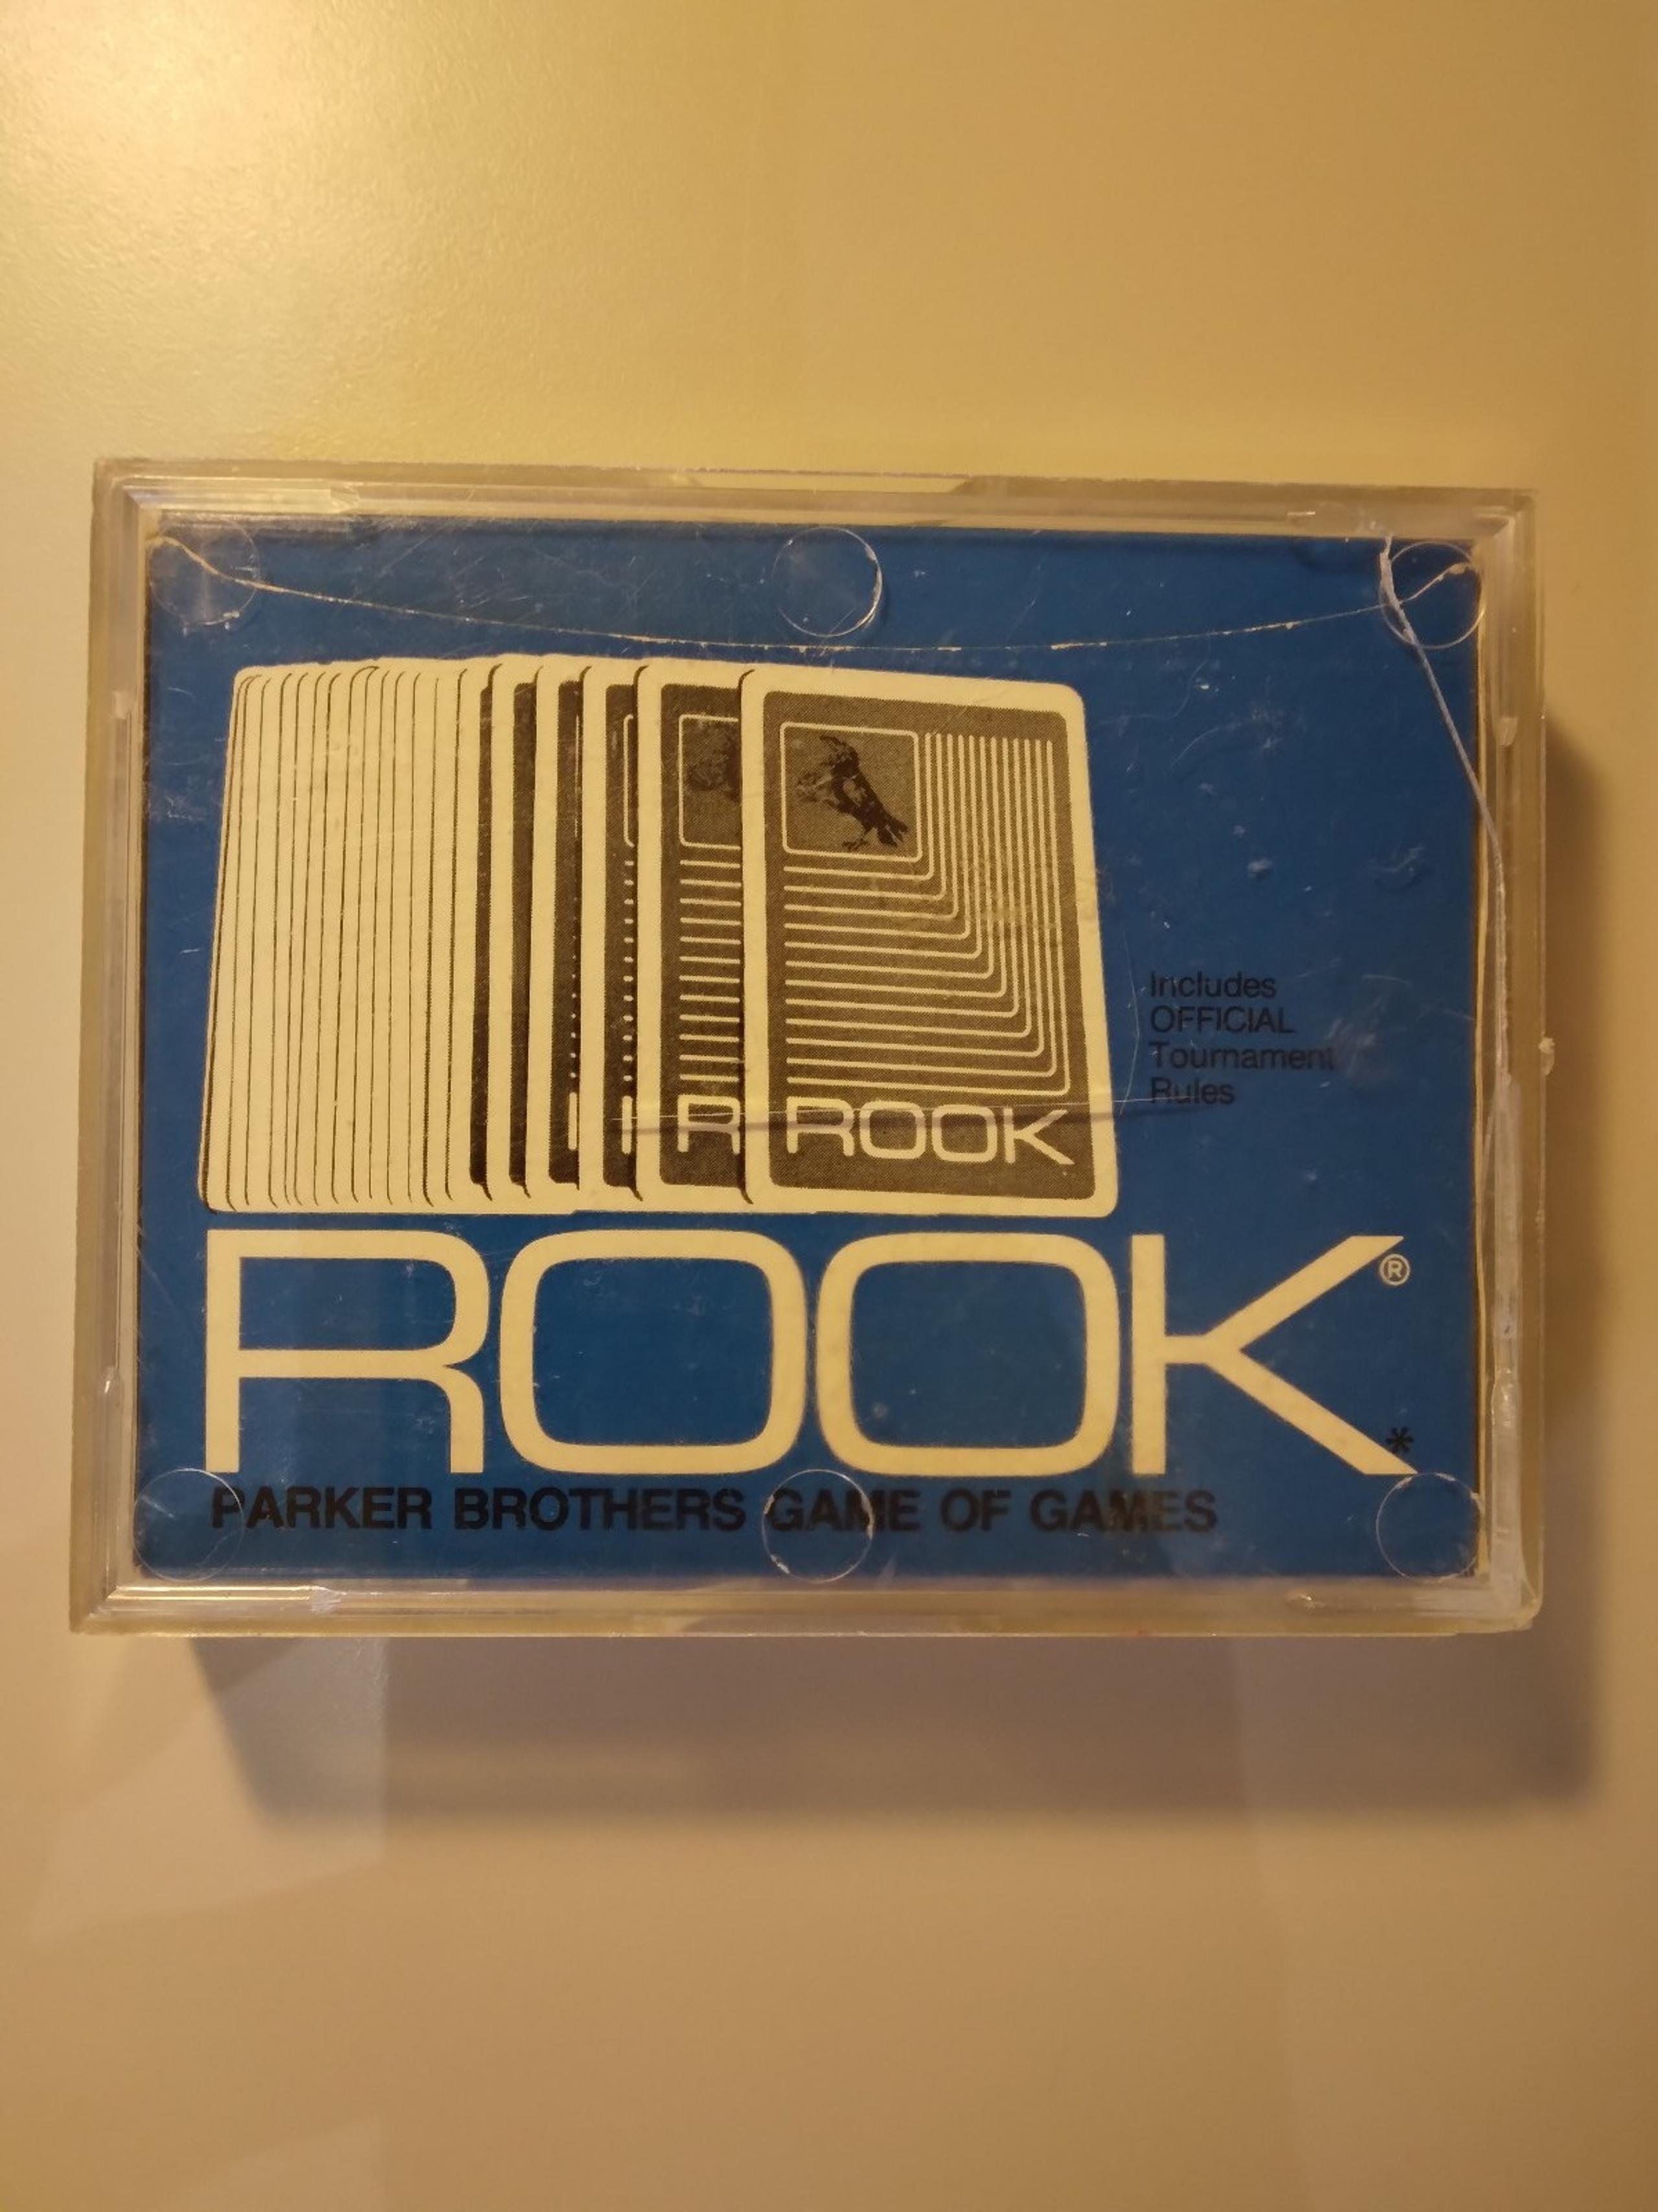 R ROOK
Includes
OFFICIAL
Tournament
Rules
ROOK®
*
PARKER BROTHERS GAME OF GAMES